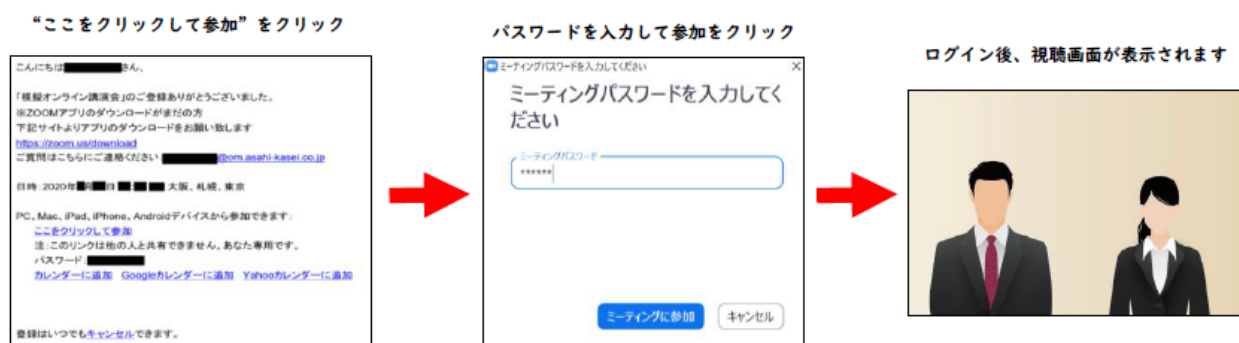 “ここをクリックして参加”をクリック
こんにちは さん、
「模擬オンライン講演会」のご登録ありがとうございました。
※ZOOMアプリのダウンロードがまだの方
下記サイトよりアプリのダウンロードをお願い致します
https://zoom.us/download
ご質問はこちらにご連絡ください: @om.asahi-kasei.co.jp
日時: 2020年 月 日 大阪、札幌、東京
PC、Mac、iPad、iPhone、Androidデバイスから参加できます:
ここをクリックして参加
注:このリンクは他の人と共有できません。あなた専用です。
パスワード:
カレンダーに追加 Googleカレンダーに追加 Yahooカレンダーに追加
登録はいつでもキャンセルできます。
パスワードを入力して参加をクリック
ミーティングパスワードを入力してください
ミーティングパスワードを入力してく
ださい
ミーティングパスワード
******
ミーティングに参加 キャンセル
ログイン後、視聴画面が表示されます